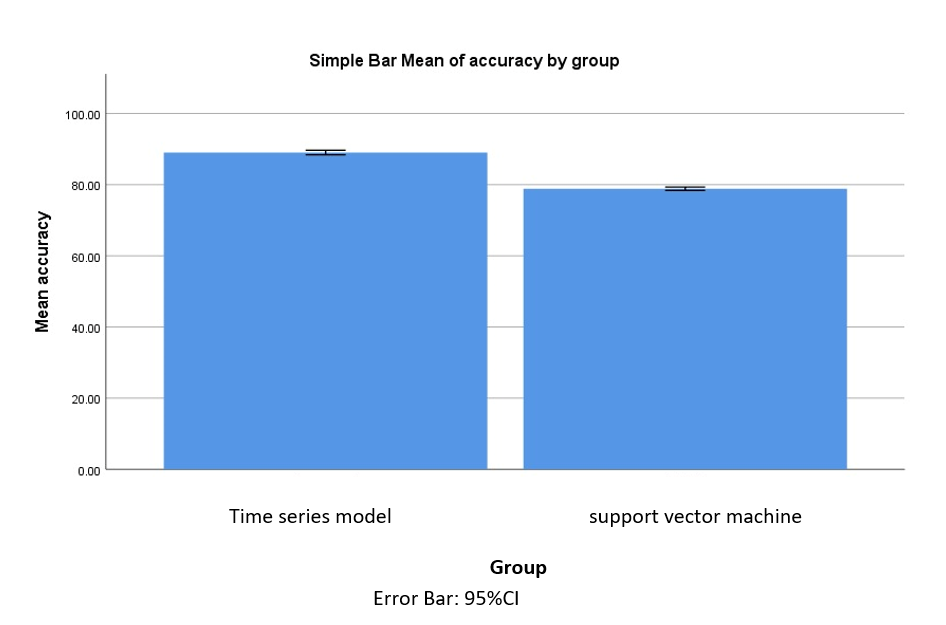 Simple Bar Mean of accuracy by group
100.00
80.00
60.00
40.00
20.00
0.00
Mean accuracy
Time series model
support vector machine
Group
Error Bar: 95%CI